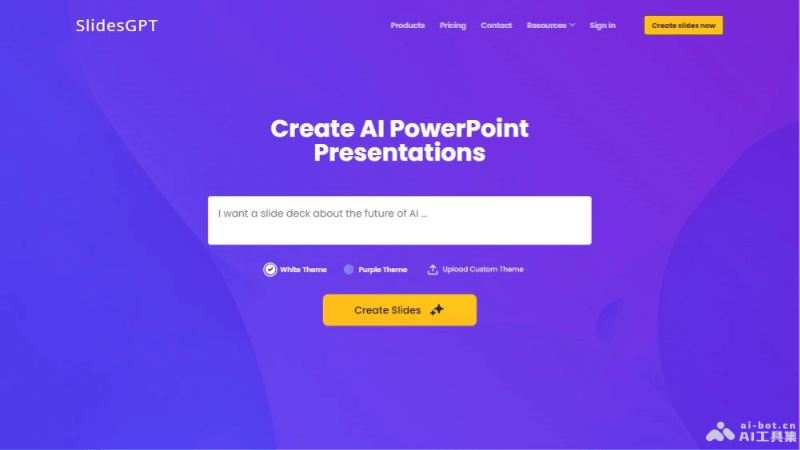 SlidesGPT
Products Pricing Contact Resources Sign in Create slides now
Create AI PowerPoint
Presentations
I want a slide deck about the future of AI ...
White Theme Purple Theme Upload Custom Theme
Create Slides
ai-bot.cn
AI工具集